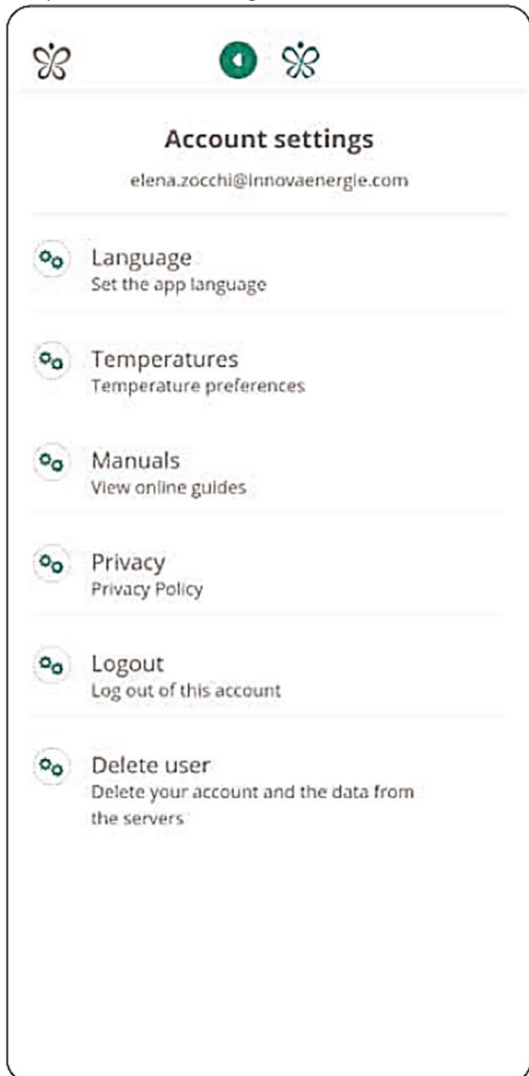 Account settings
elena.zocchi@innovaenergie.com
Language
Set the app language
Temperatures
Temperature preferences
Manuals
View online guides
Privacy
Privacy Policy
Logout
Log out of this account
Delete user
Delete your account and the data from
the servers